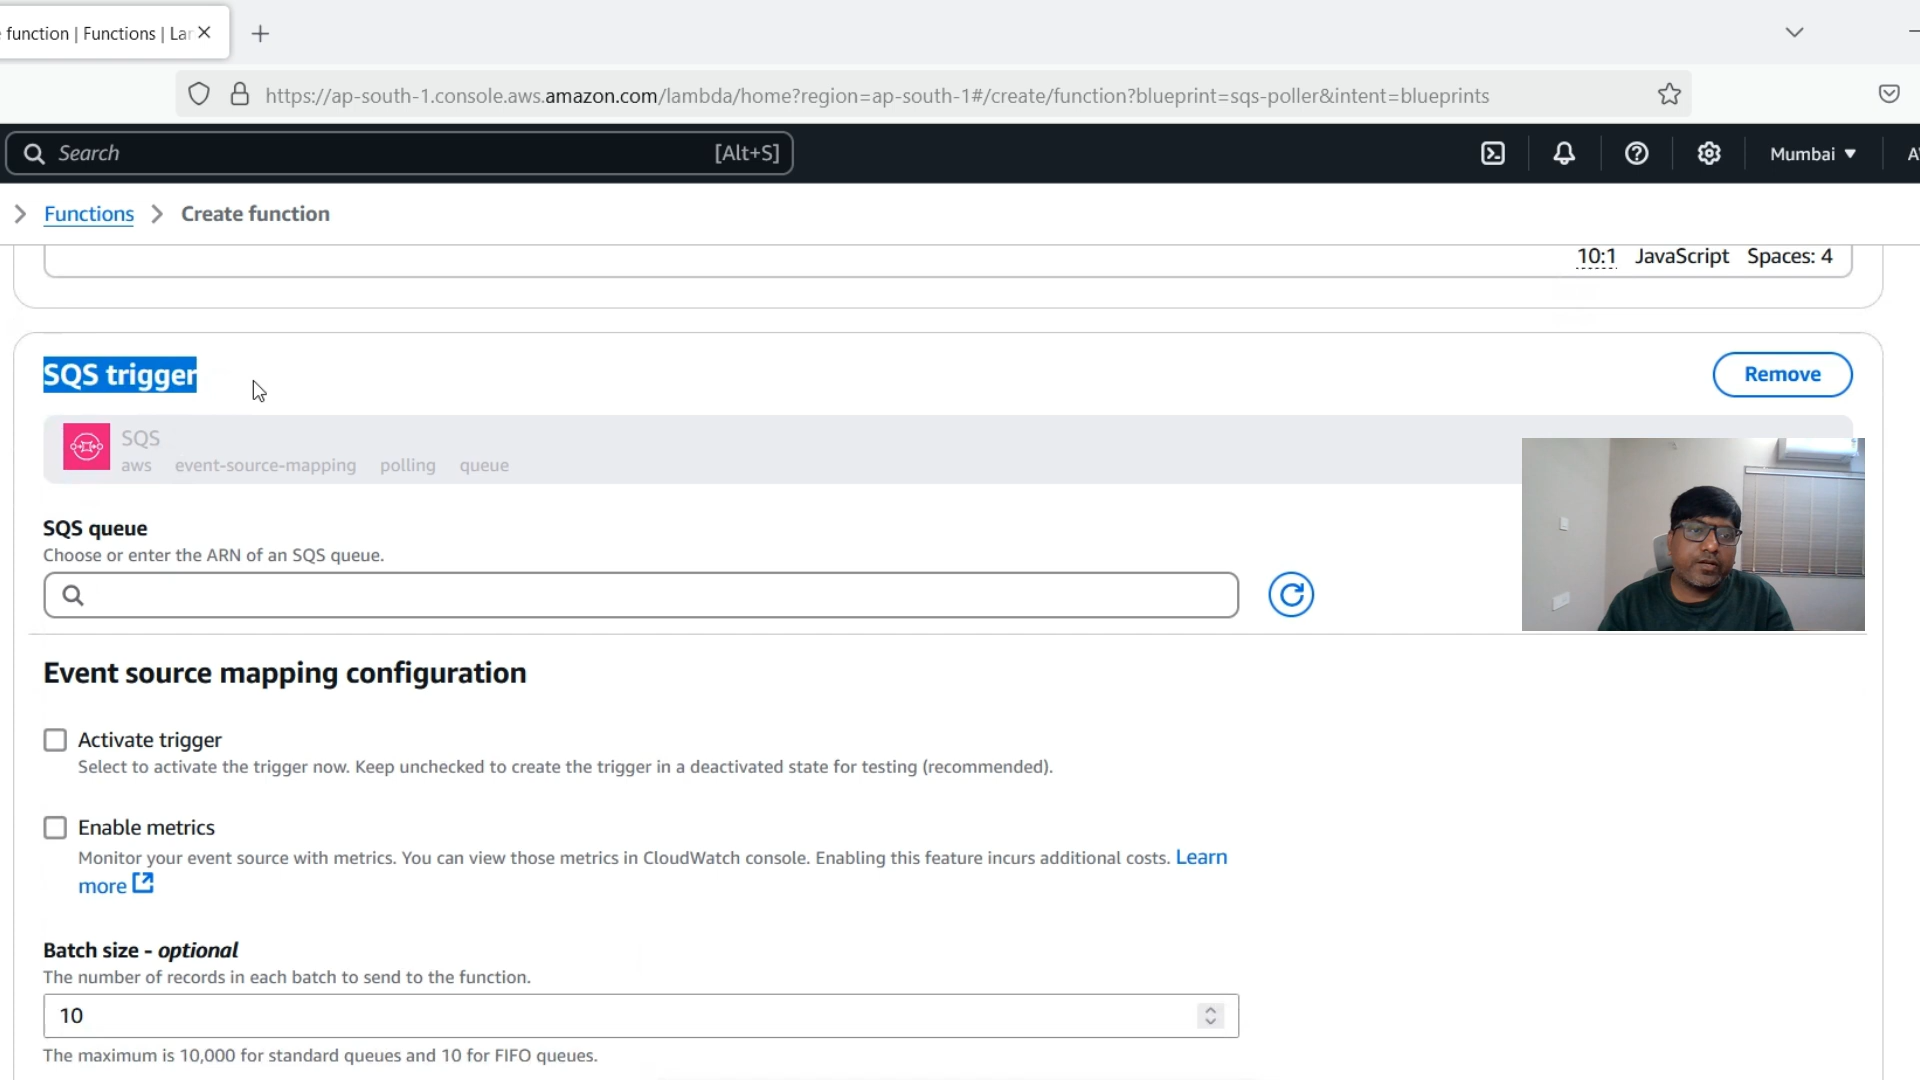 function | Functions | Lar
https://ap-south-1.console.aws.amazon.com/lambda/home?region=ap-south-1#/create/function?blueprint=sqs-poller&intent=blueprints
Search [Alt+S] Mumbai
Functions Create function
10:1 JavaScript Spaces: 4
SQS trigger Remove
SQS
aws event-source-mapping polling queue
SQS queue
Choose or enter the ARN of an SQS queue.
Event source mapping configuration
Activate trigger
Select to activate the trigger now. Keep unchecked to create the trigger in a deactivated state for testing (recommended).
Enable metrics
Monitor your event source with metrics. You can view those metrics in CloudWatch console. Enabling this feature incurs additional costs. Learn
more
Batch size - optional
The number of records in each batch to send to the function.
10
The maximum is 10,000 for standard queues and 10 for FIFO queues.